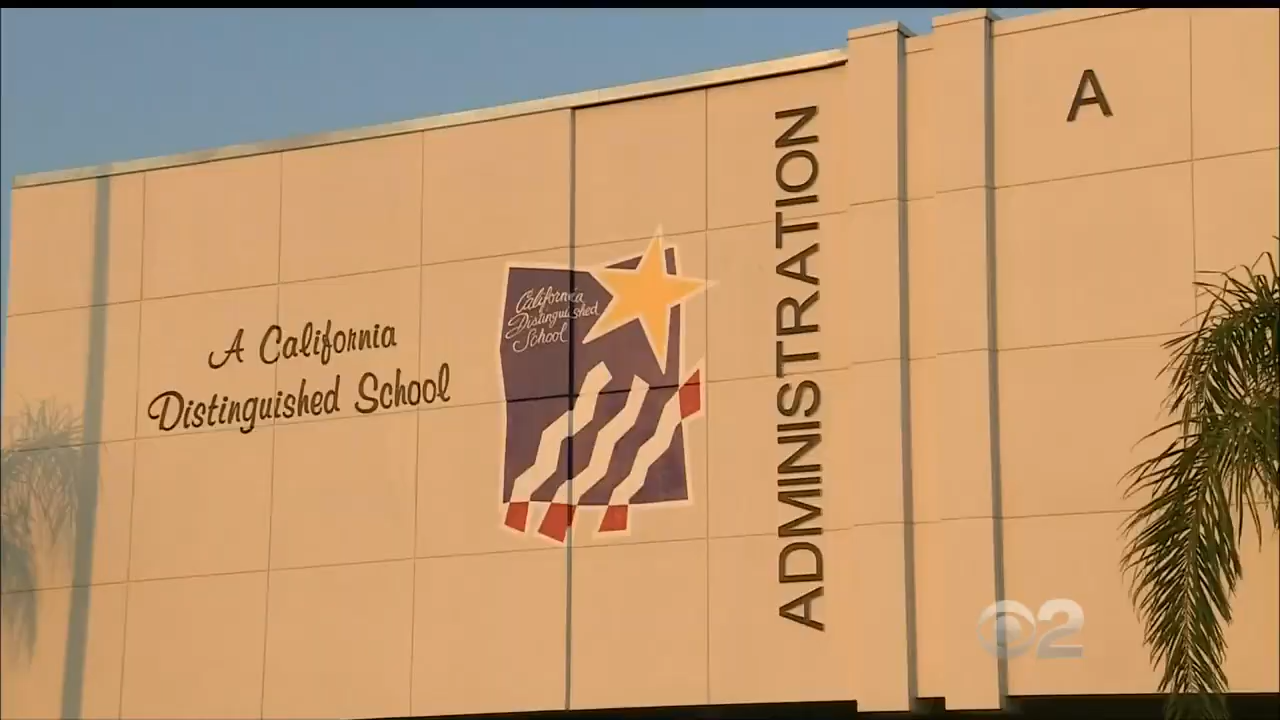 A California
Distinguished School
California
Distinguished
School
ADMINISTRATION
A
2